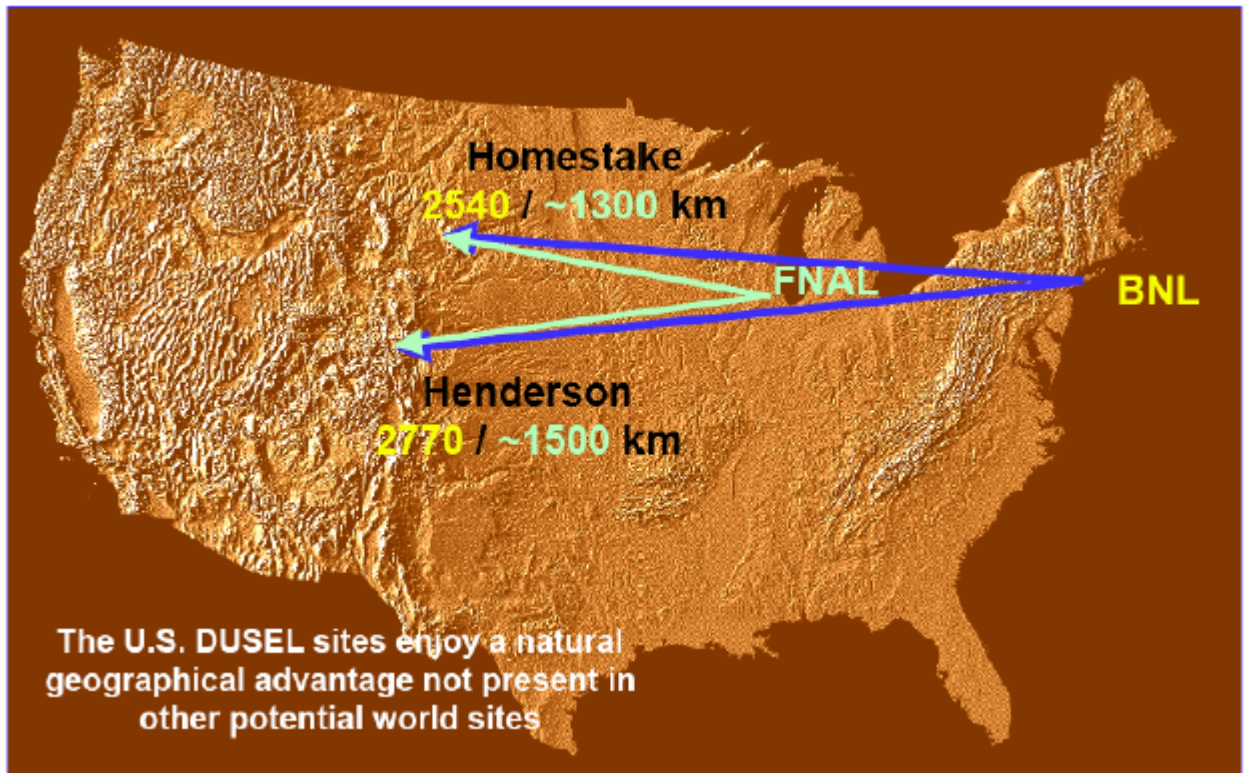 Homestake
2540 / ~1300 km
FNAL
BNL
Henderson
2770 / ~1500 km
The U.S. DUSEL sites enjoy a natural
geographical advantage not present in
other potential world sites